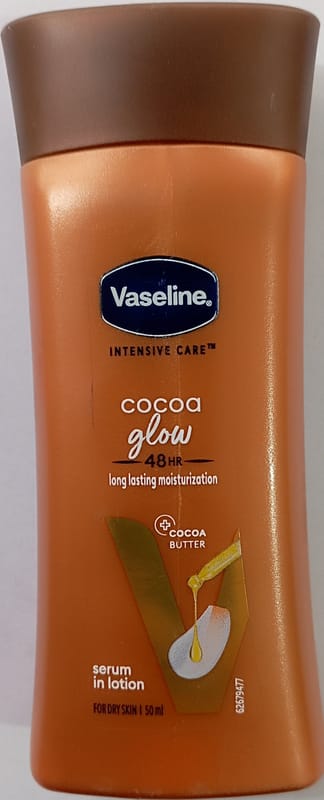 Vaseline®
INTENSIVE CARE™
cocoa
glow
48HR
long lasting moisturization
COCOA
BUTTER
serum
in lotion
FOR DRY SKIN | 50 ml
62679477